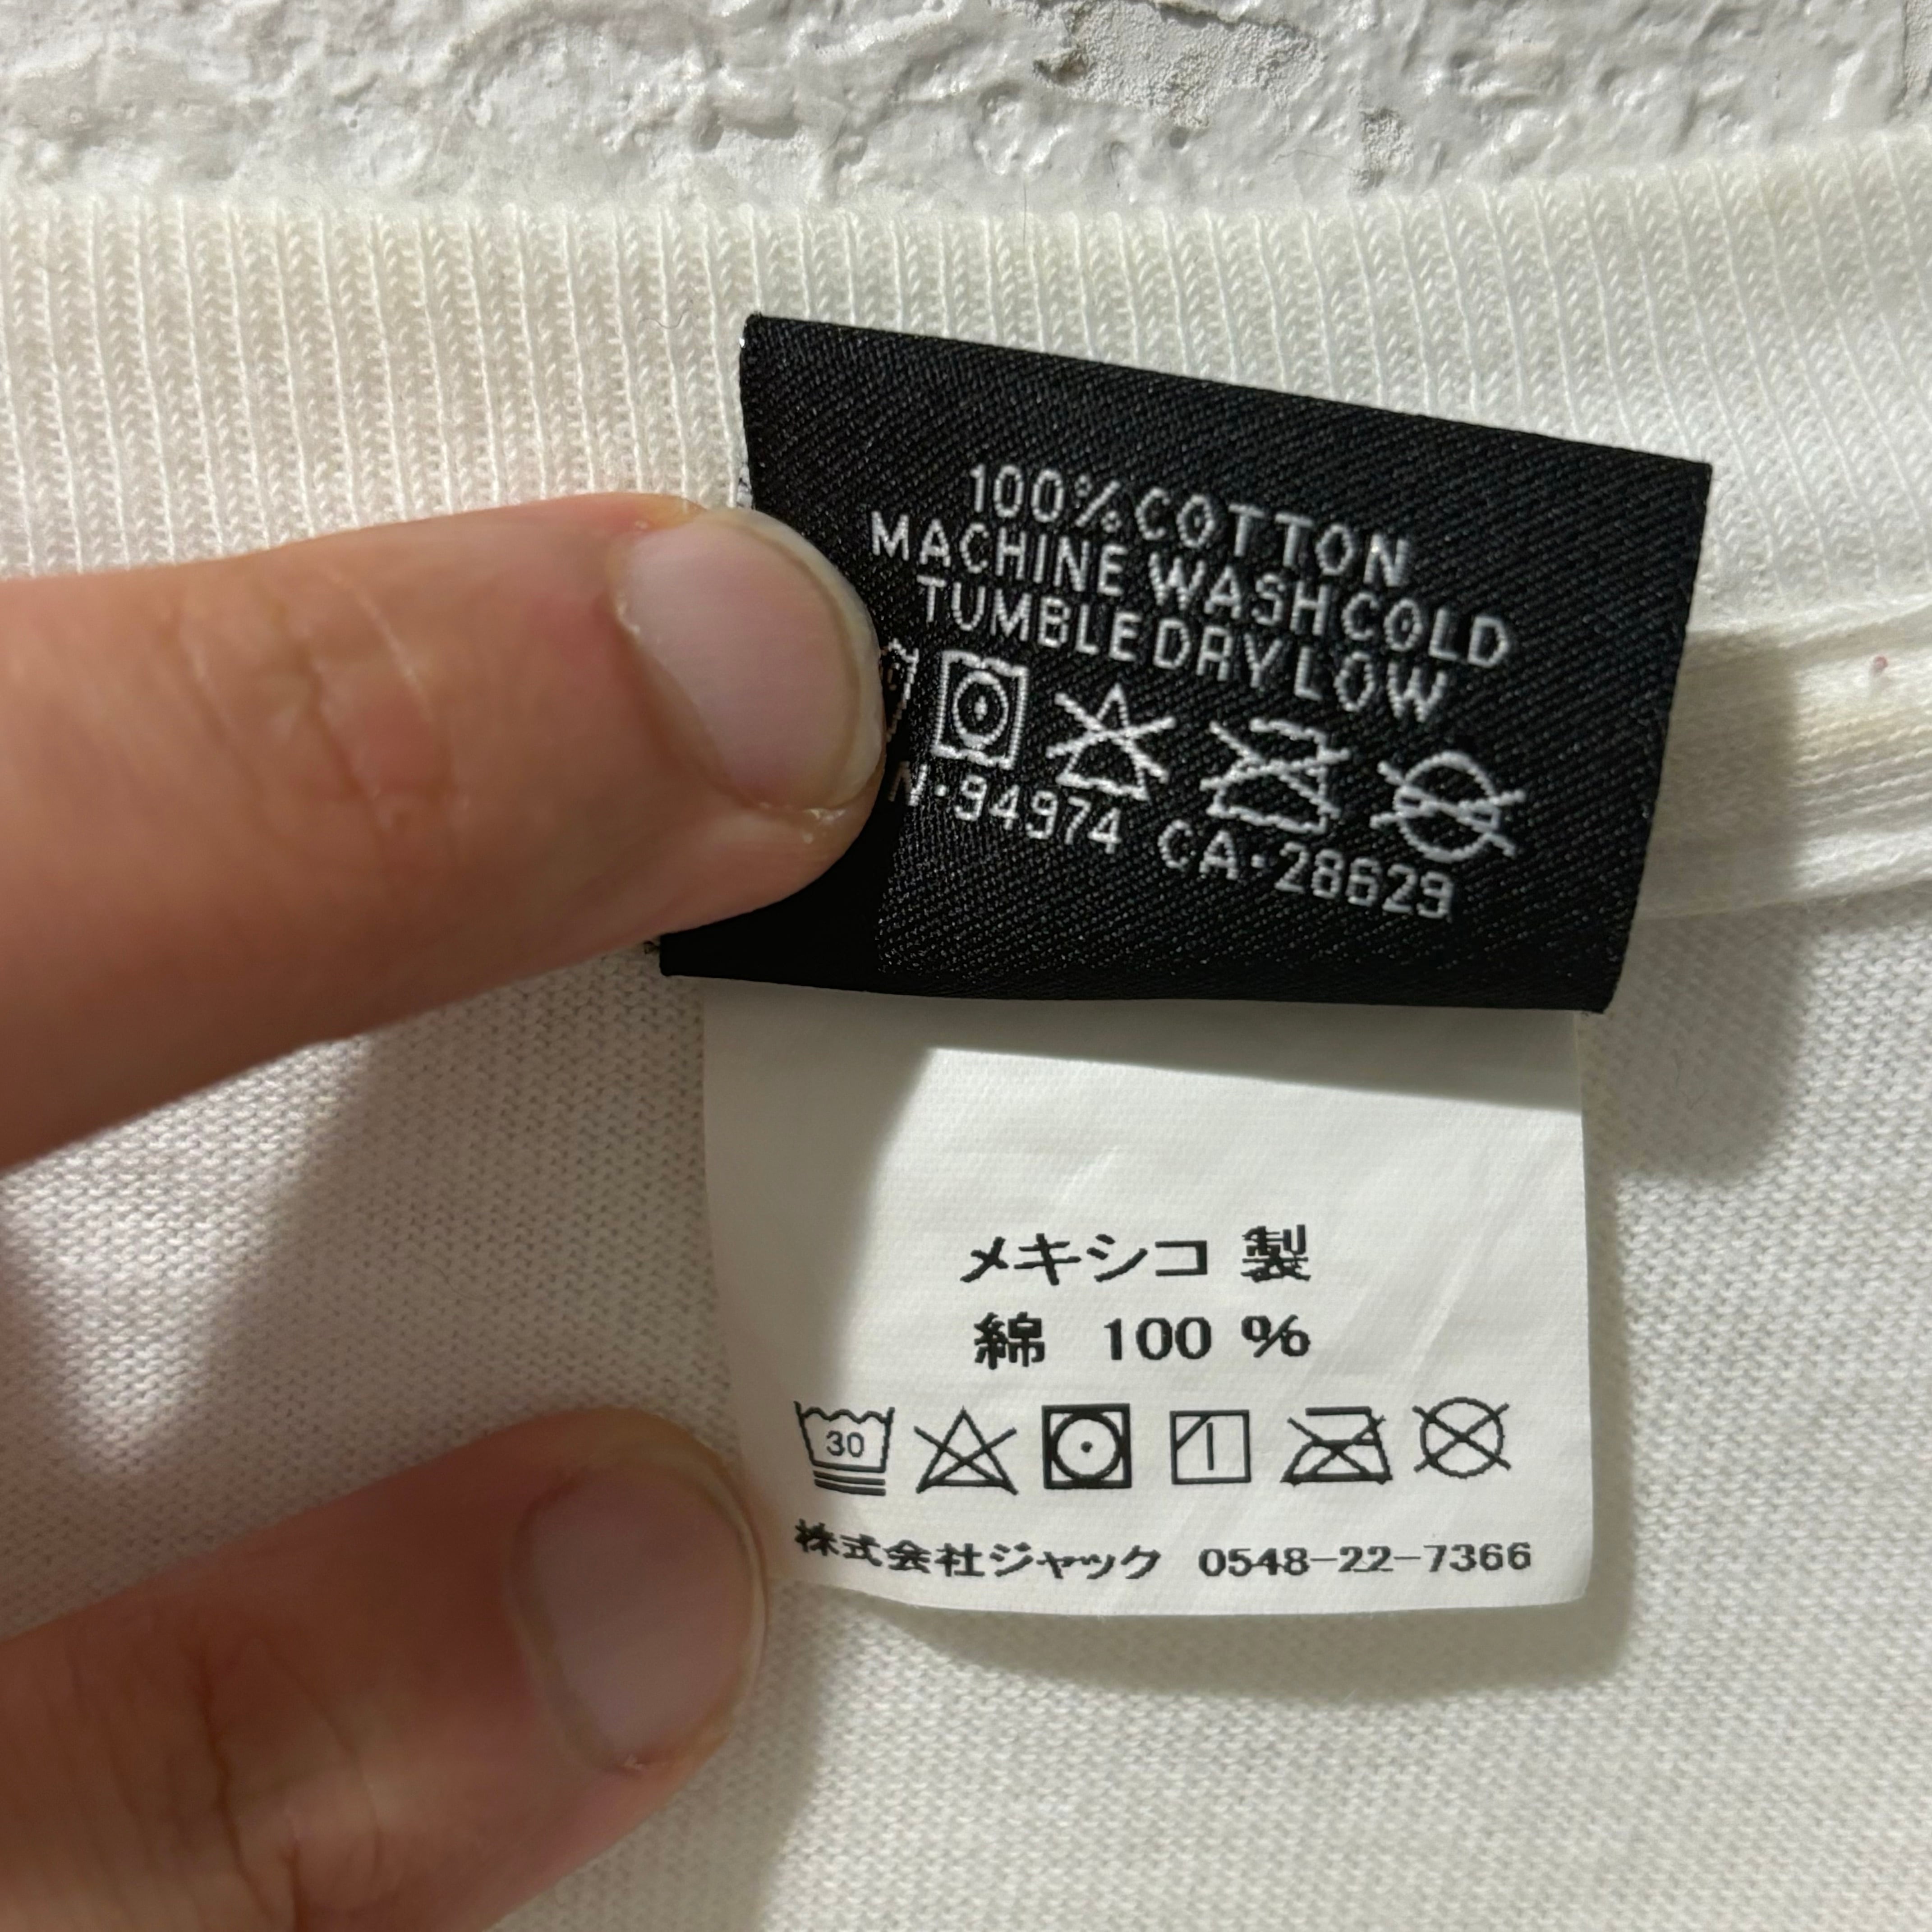 100% COTTON
MACHINE WASH COLD
TUMBLE DRY LOW
N·94974 CA·28629
メキシコ 製
綿 100 %
30
株式会社ジャック 0548-22-7366